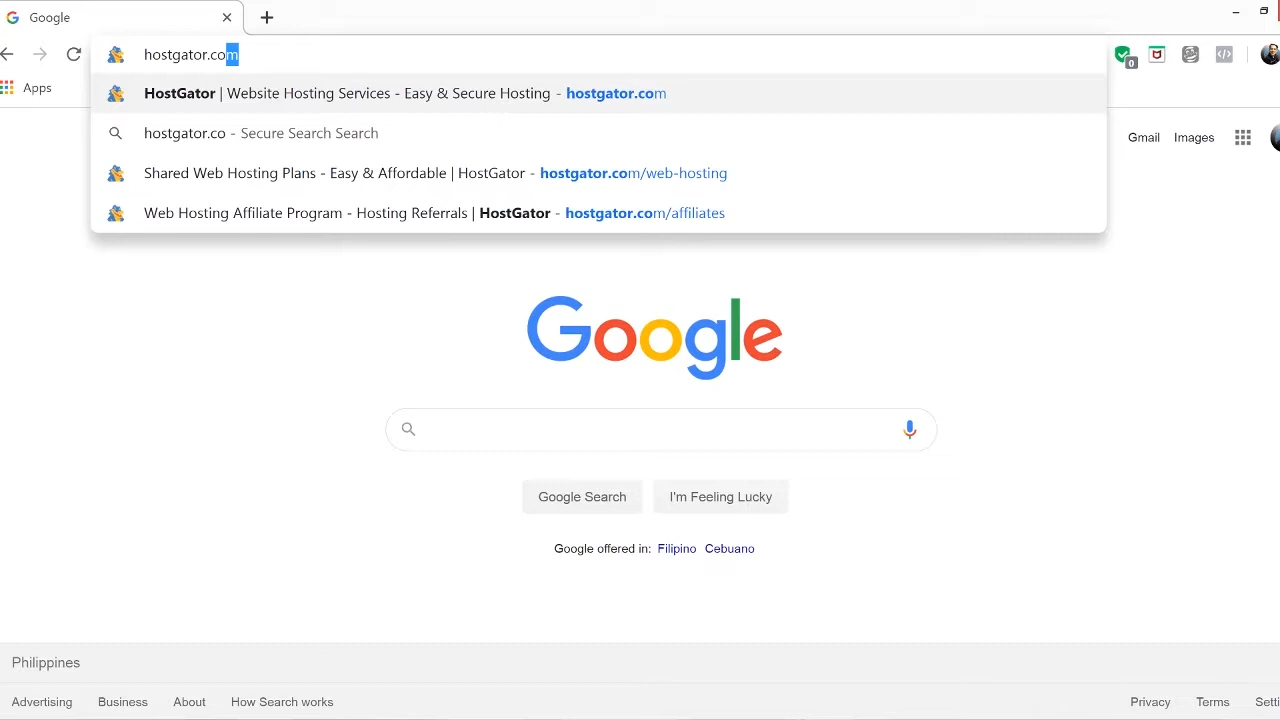 Google
hostgator.com
Apps
HostGator | Website Hosting Services - Easy & Secure Hosting - hostgator.com
hostgator.co - Secure Search Search
Shared Web Hosting Plans - Easy & Affordable | HostGator - hostgator.com/web-hosting
Web Hosting Affiliate Program - Hosting Referrals | HostGator - hostgator.com/affiliates
0
Gmail Images
Google
Google Search I'm Feeling Lucky
Google offered in: Filipino Cebuano
Philippines
Advertising Business About How Search works Privacy Terms Setti